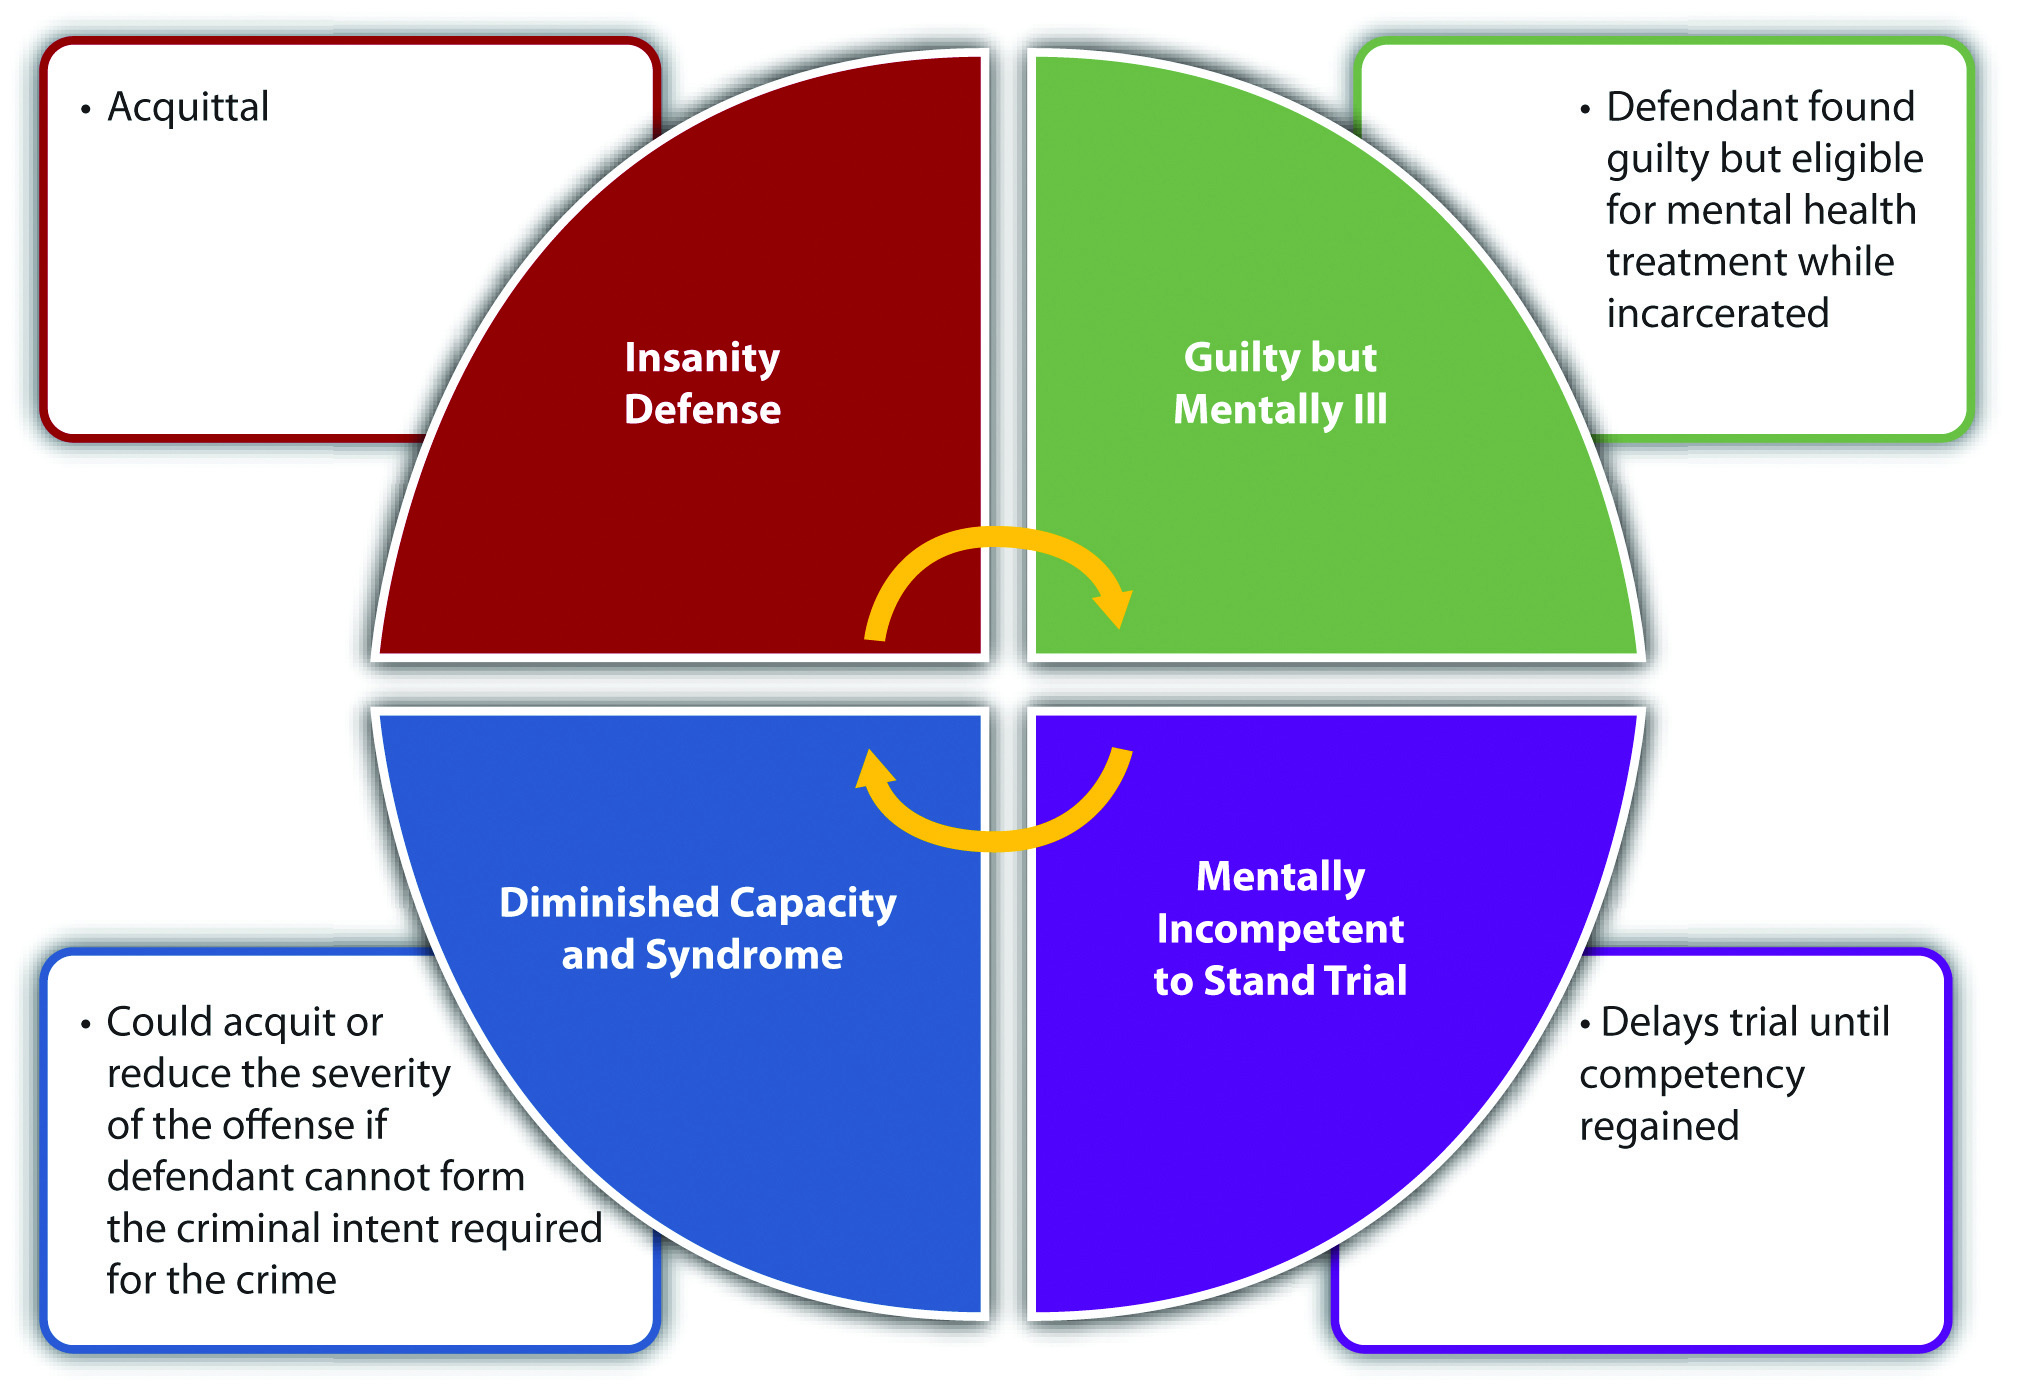 • Acquittal
Insanity
Defense
Guilty but
Mentally Ill
• Defendant found
guilty but eligible
for mental health
treatment while
incarcerated
Diminished Capacity
and Syndrome
• Could acquit or
reduce the severity
of the offense if
defendant cannot form
the criminal intent required
for the crime
Mentally
Incompetent
to Stand Trial
• Delays trial until
competency
regained